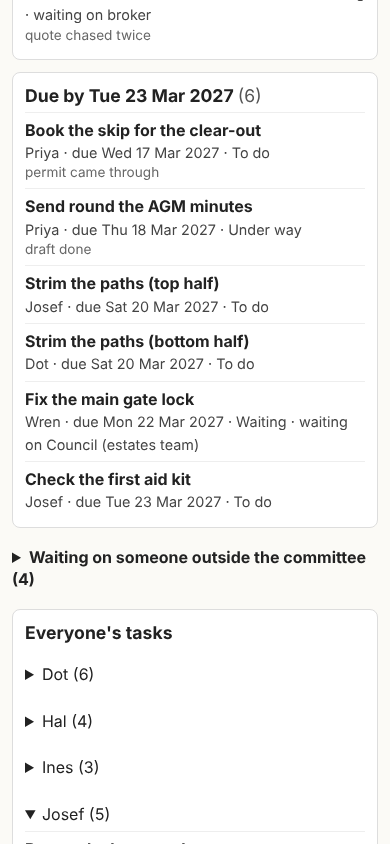 · waiting on broker
quote chased twice
Due by Tue 23 Mar 2027 (6)
Book the skip for the clear-out
Priya · due Wed 17 Mar 2027 · To do
permit came through
Send round the AGM minutes
Priya · due Thu 18 Mar 2027 · Under way
draft done
Strim the paths (top half)
Josef · due Sat 20 Mar 2027 · To do
Strim the paths (bottom half)
Dot · due Sat 20 Mar 2027 · To do
Fix the main gate lock
Wren · due Mon 22 Mar 2027 · Waiting · waiting
on Council (estates team)
Check the first aid kit
Josef · due Tue 23 Mar 2027 · To do
Waiting on someone outside the committee
(4)
Everyone's tasks
Dot (6)
Hal (4)
Ines (3)
Josef (5)